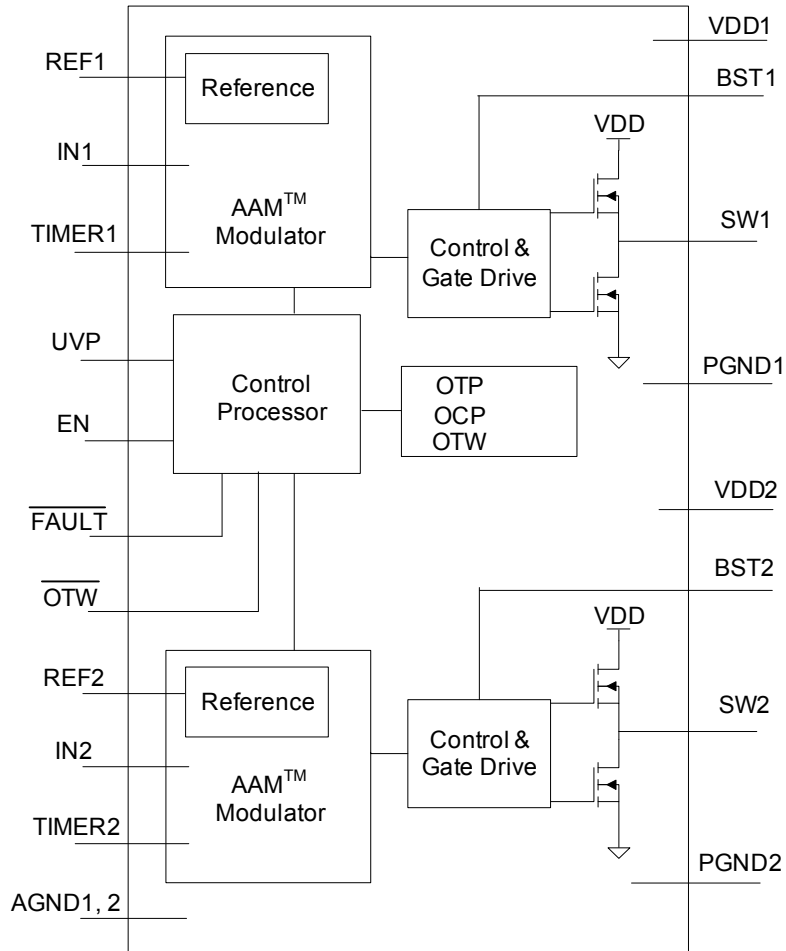 VDD1
REF1
Reference
BST1
VDD
IN1
AAM™
Modulator
TIMER1
Control &
Gate Drive
SW1
UVP
Control
Processor
PGND1
OTP
OCP
OTW
EN
VDD2
FAULT
BST2
OTW
VDD
REF2
Reference
SW2
IN2
AAM™
Modulator
Control &
Gate Drive
TIMER2
PGND2
AGND1, 2